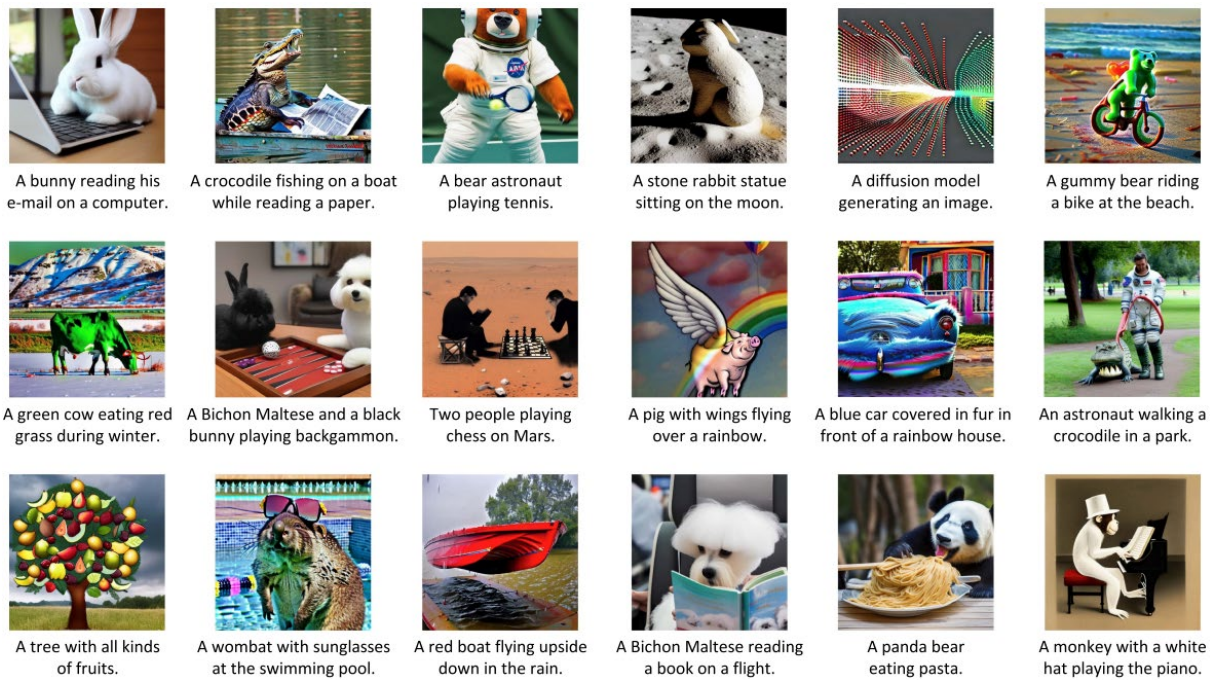 A bunny reading his
e-mail on a computer.
A crocodile fishing on a boat
while reading a paper.
A bear astronaut
playing tennis.
A stone rabbit statue
sitting on the moon.
A diffusion model
generating an image.
A gummy bear riding
a bike at the beach.
A green cow eating red
grass during winter.
A Bichon Maltese and a black
bunny playing backgammon.
Two people playing
chess on Mars.
A pig with wings flying
over a rainbow.
A blue car covered in fur in
front of a rainbow house.
An astronaut walking a
crocodile in a park.
A tree with all kinds
of fruits.
A wombat with sunglasses
at the swimming pool.
A red boat flying upside
down in the rain.
A Bichon Maltese reading
a book on a flight.
A panda bear
eating pasta.
A monkey with a white
hat playing the piano.